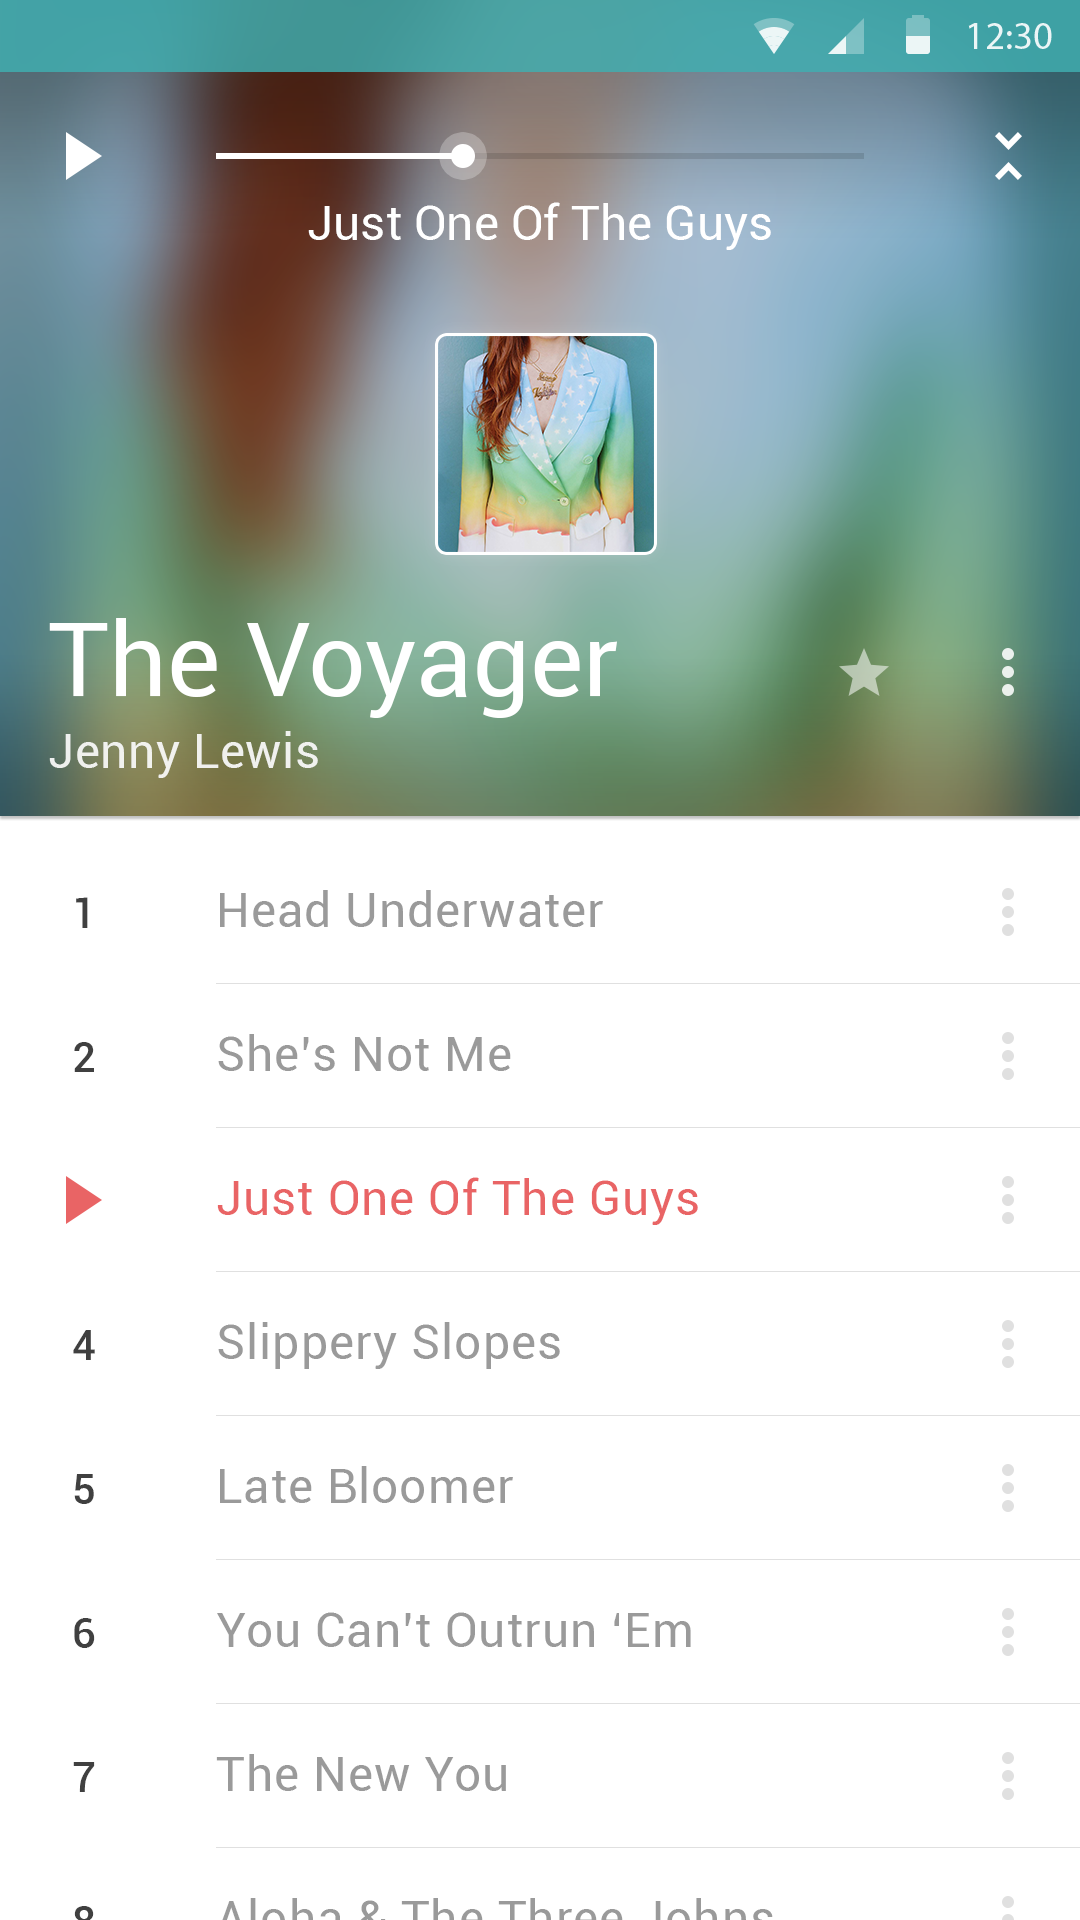 12:30
Just One Of The Guys
The Voyager
Jenny Lewis
1 Head Underwater
2 She's Not Me
Just One Of The Guys
4 Slippery Slopes
5 Late Bloomer
6 You Can't Outrun ‘Em
7 The New You
8 Aloha & The Three Johns